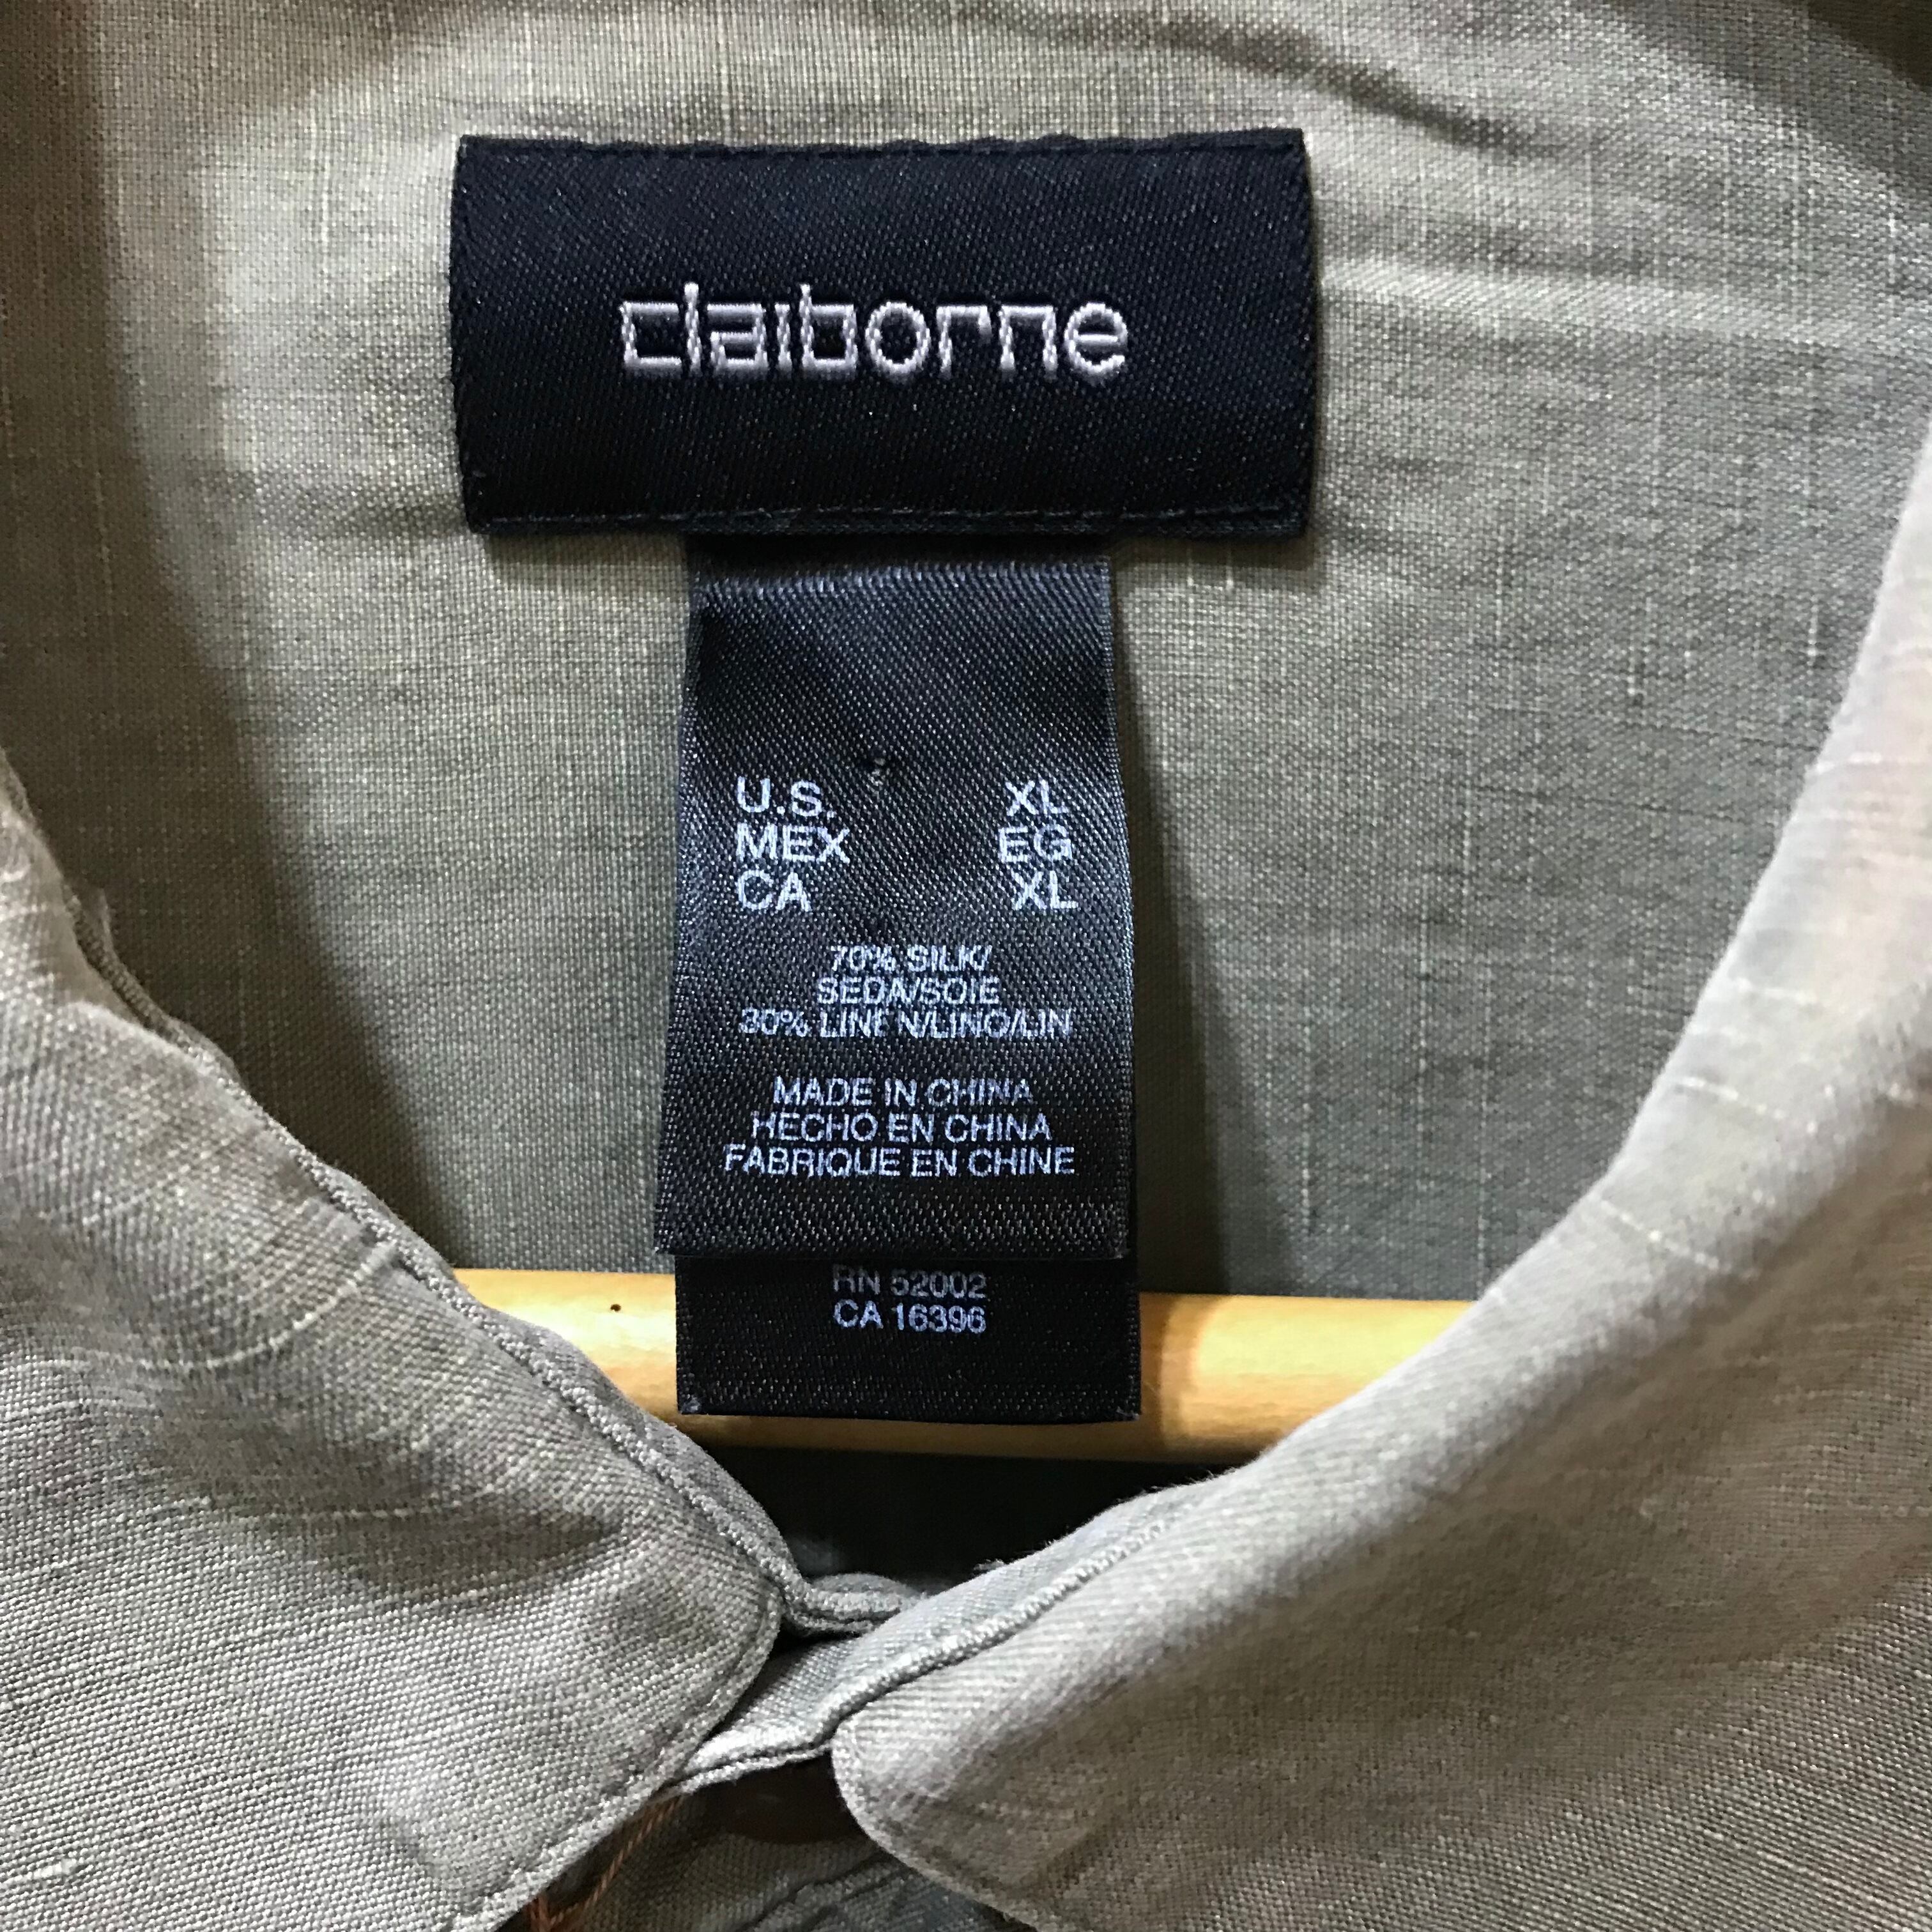 claiborne
U.S. XL
MEX EG
CA XL
70% SILK/
SEDA/SOIE
30% LINEN/LINO/LIN
MADE IN CHINA
HECHO EN CHINA
FABRIQUE EN CHINE
RN 52002
CA 16396